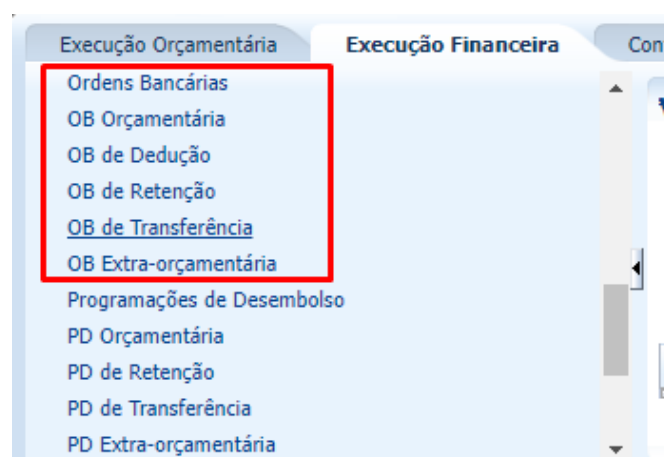 Execução Orçamentária Execução Financeira Con
Ordens Bancárias
OB Orçamentária
OB de Dedução
OB de Retenção
OB de Transferência
OB Extra-orçamentária
Programações de Desembolso
PD Orçamentária
PD de Retenção
PD de Transferência
PD Extra-orçamentária